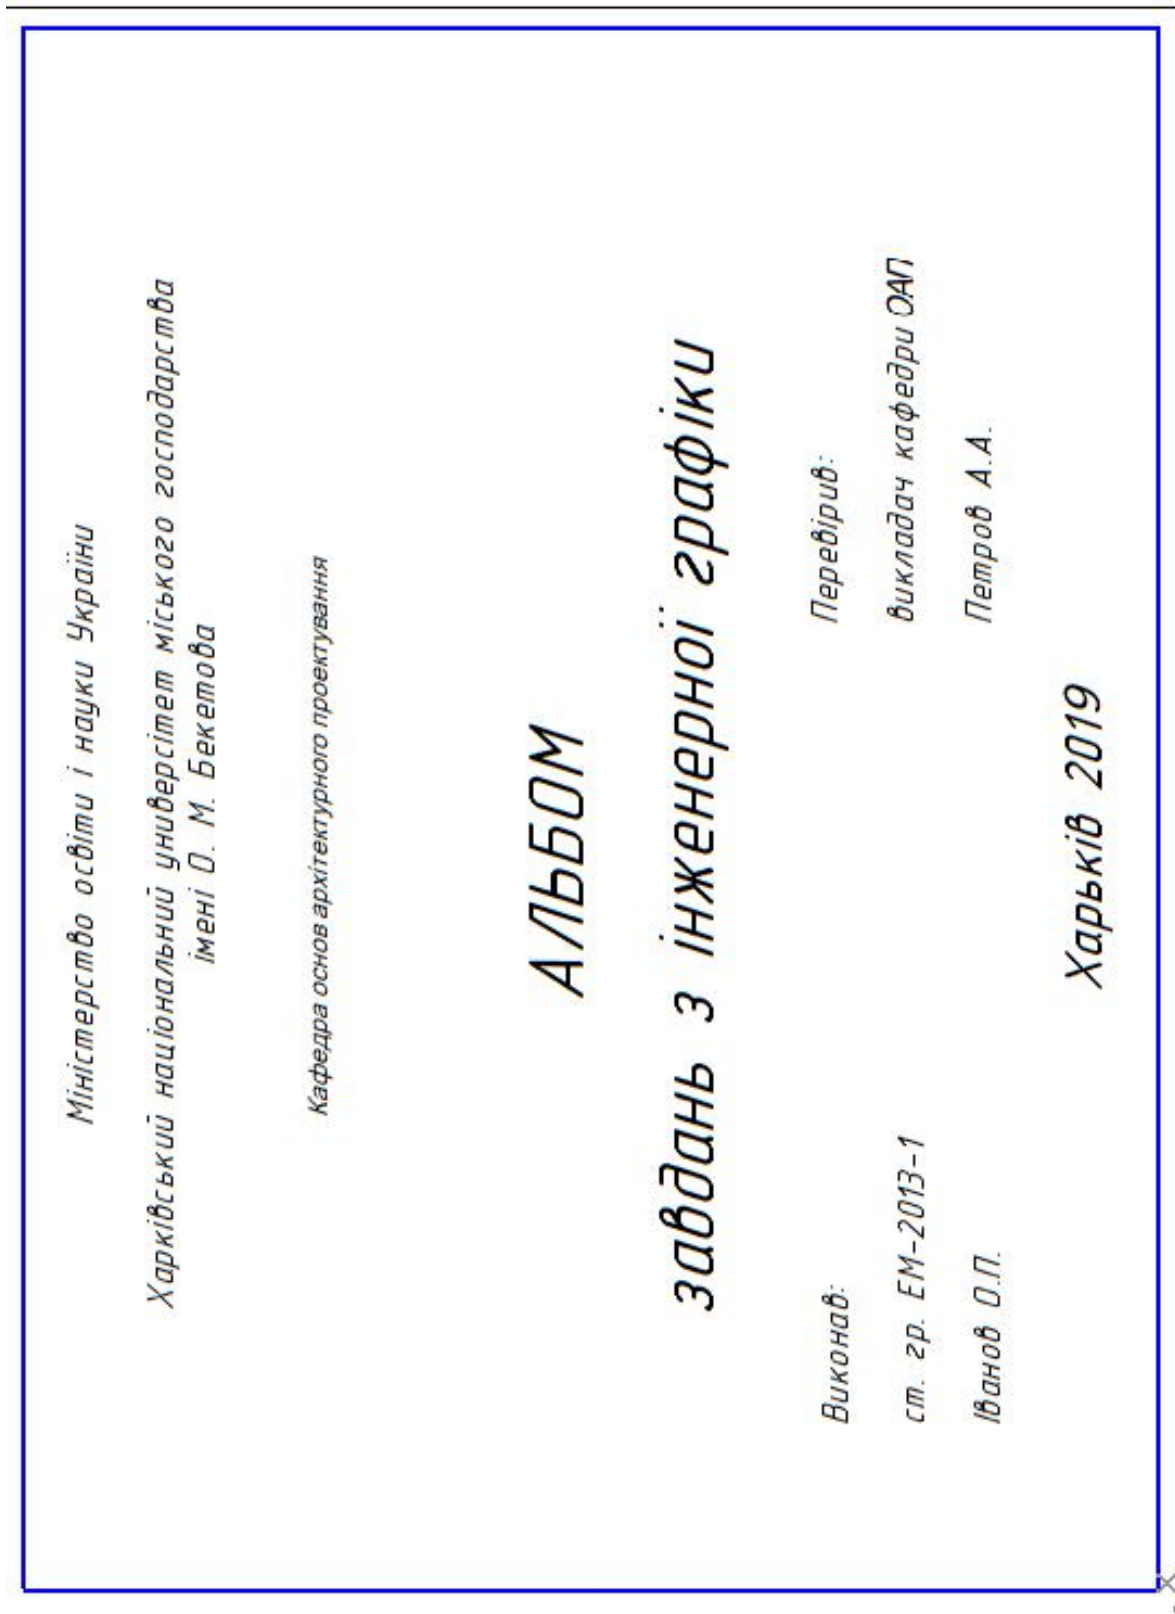 Міністерство освіти і науки України
Харківський національний університет міського господарства
імені О. М. Бекетова
Кафедра основ архітектурного проектування
АЛЬБОМ
завдань з інженерної графіки
Виконав:
ст. гр. ЕМ-2013-1
Іванов О.П.
Перевірив:
викладач кафедри ОАП
Петров А.А.
Харьків 2019